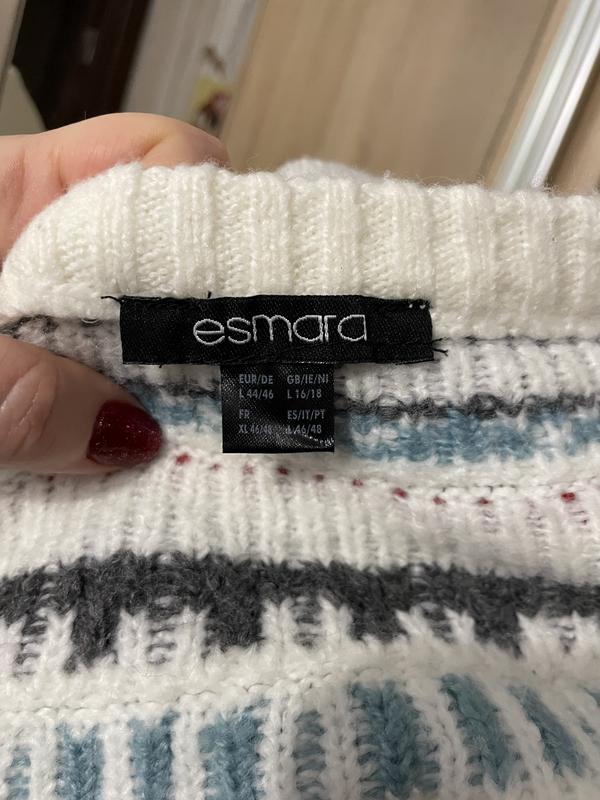 esmara
EUR/DE GB/IE/NI
L 44/46 L 16/18
FR ES/IT/PT
XL 46/48 L 46/48